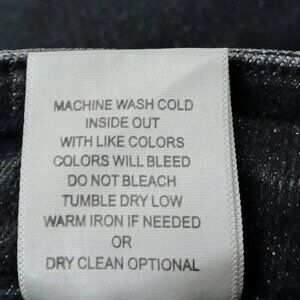 MACHINE WASH COLD
INSIDE OUT
WITH LIKE COLORS
COLORS WILL BLEED
DO NOT BLEACH
TUMBLE DRY LOW
WARM IRON IF NEEDED
OR
DRY CLEAN OPTIONAL